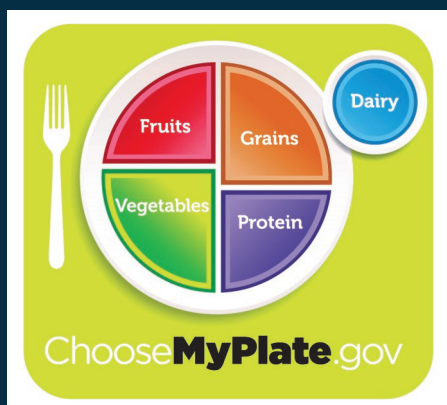 Fruits
Grains
Dairy
Vegetables
Protein
ChooseMyPlate.gov